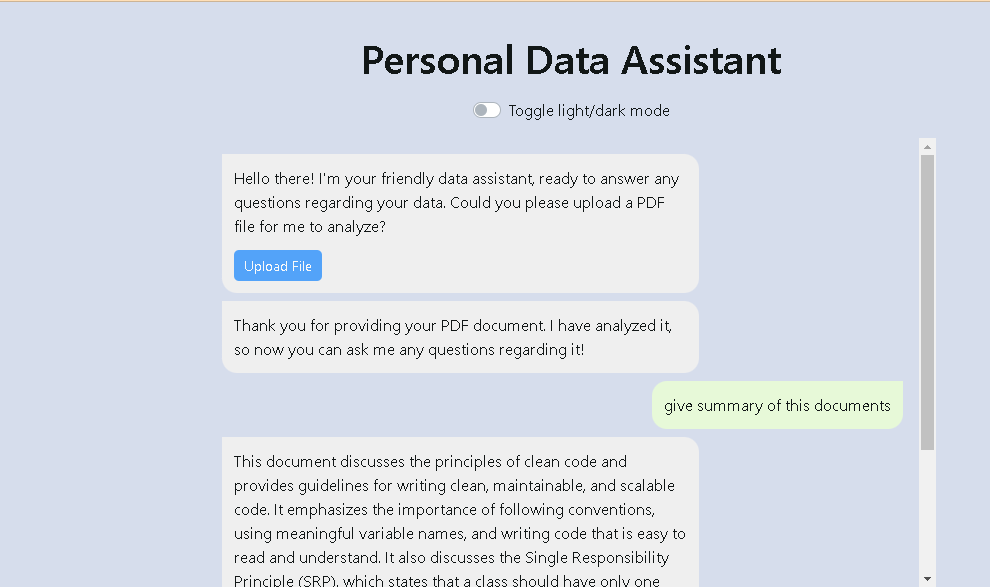 Personal Data Assistant
Toggle light/dark mode
Hello there! I'm your friendly data assistant, ready to answer any
questions regarding your data. Could you please upload a PDF
file for me to analyze?
Upload File
Thank you for providing your PDF document. I have analyzed it,
so now you can ask me any questions regarding it!
give summary of this documents
This document discusses the principles of clean code and
provides guidelines for writing clean, maintainable, and scalable
code. It emphasizes the importance of following conventions,
using meaningful variable names, and writing code that is easy to
read and understand. It also discusses the Single Responsibility
Principle (SRP), which states that a class should have only one